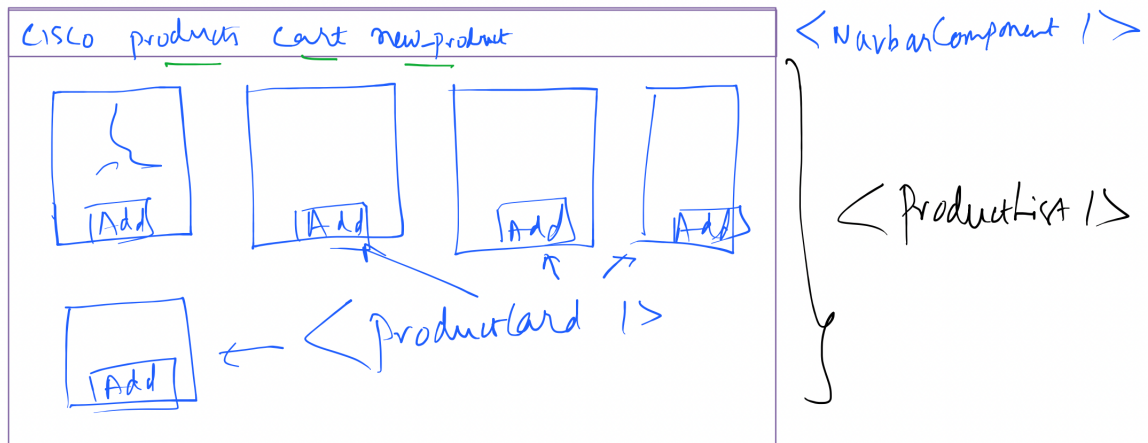 CISCO products cart new_product
<NavbarComponent />
Add Add Add Add
<ProductList />
<ProductCard />
Add